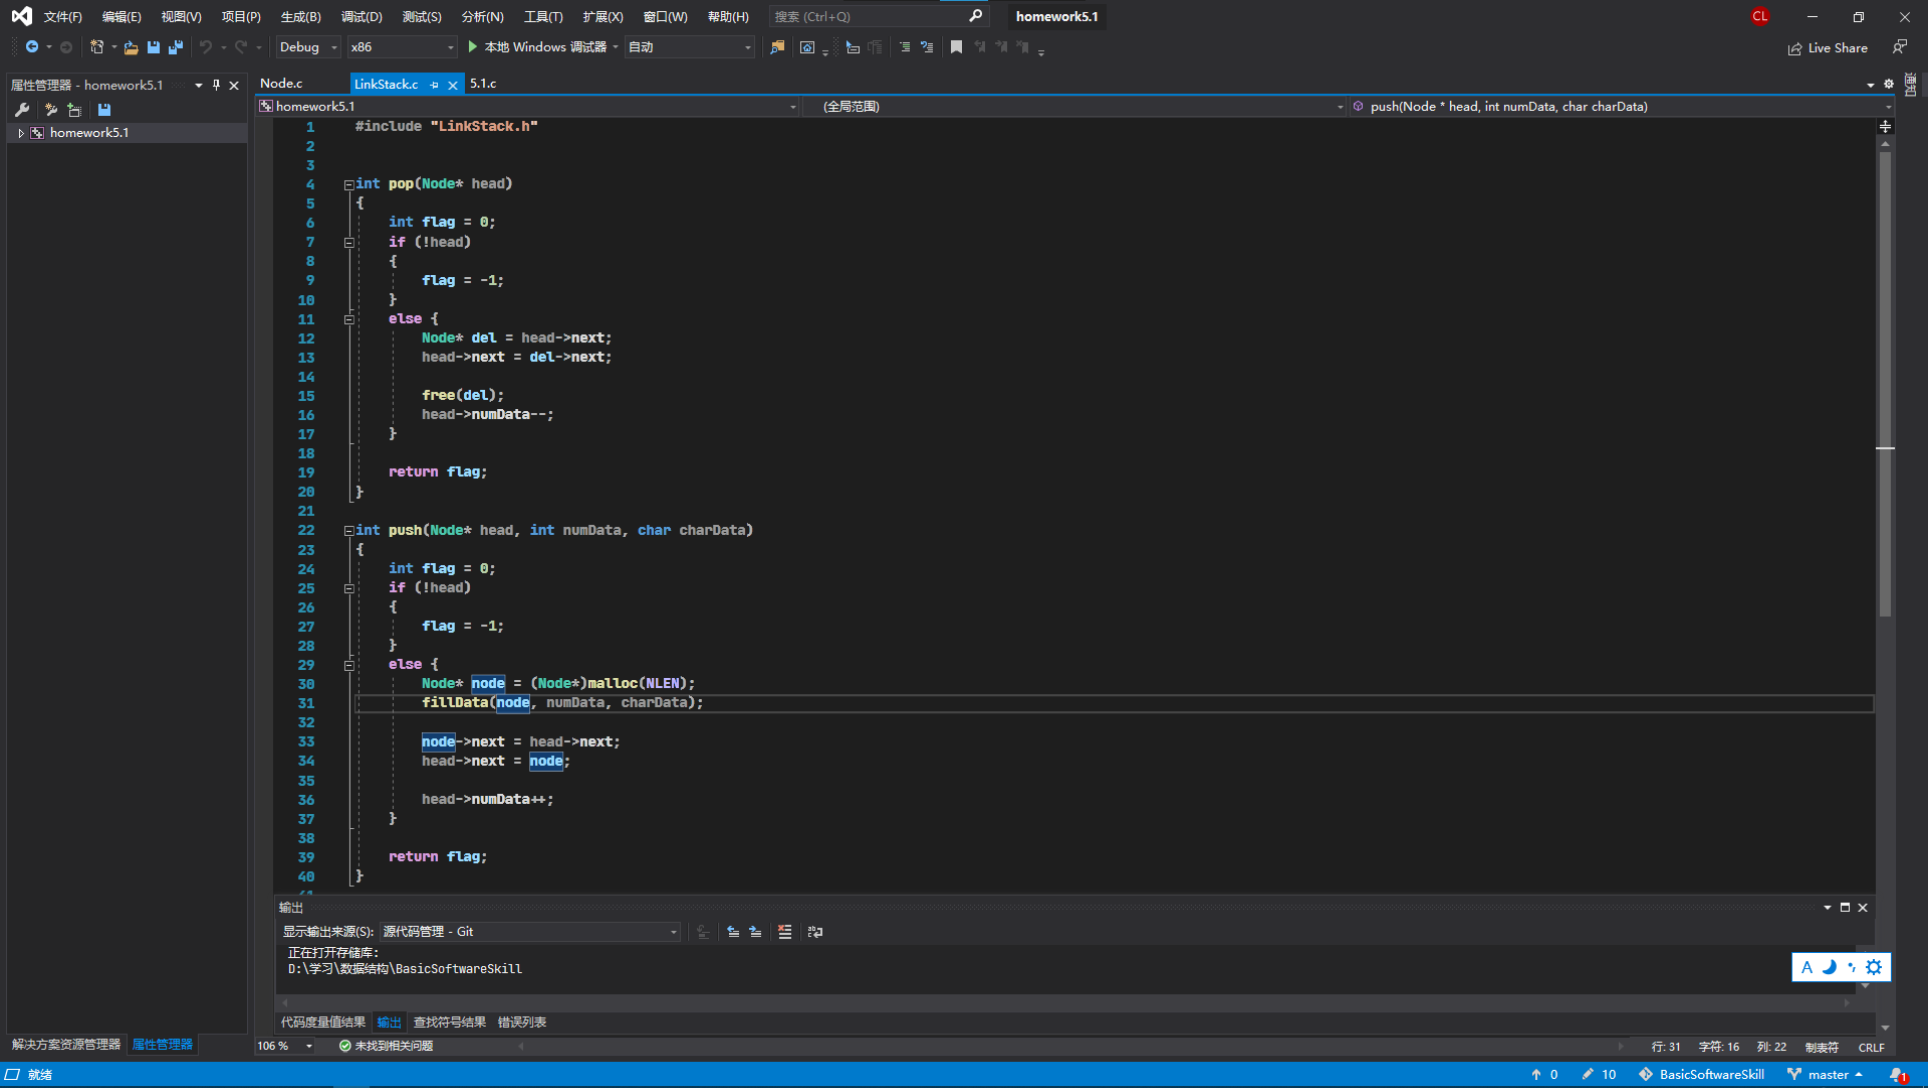 文件(F) 编辑(E) 视图(V) 项目(P) 生成(B) 调试(D) 测试(S) 分析(N) 工具(T) 扩展(X) 窗口(W) 帮助(H) 搜索 (Ctrl+Q) homework5.1 CL
Debug x86 本地 Windows 调试器 自动 Live Share
属性管理器 - homework5.1
Node.c LinkStack.c 5.1.c
homework5.1 (全局范围) push(Node * head, int numData, char charData)
homework5.1
1 #include "LinkStack.h"
2
3
4 int pop(Node* head)
5 {
6 int flag = 0;
7 if (!head)
8 {
9 flag = -1;
10 }
11 else {
12 Node* del = head->next;
13 head->next = del->next;
14
15 free(del);
16 head->numData--;
17 }
18
19 return flag;
20 }
21
22 int push(Node* head, int numData, char charData)
23 {
24 int flag = 0;
25 if (!head)
26 {
27 flag = -1;
28 }
29 else {
30 Node* node = (Node*)malloc(NLEN);
31 fillData(node, numData, charData);
32
33 node->next = head->next;
34 head->next = node;
35
36 head->numData++;
37 }
38
39 return flag;
40 }
输出
显示输出来源(S): 源代码管理 - Git
正在打开存储库:
D:\学习\数据结构\BasicSoftwareSkill
A
代码度量值结果 输出 查找符号结果 错误列表
解决方案资源管理器 属性管理器
106 % 未找到相关问题 行: 31 字符: 16 列: 22 制表符 CRLF
就绪 0 10 BasicSoftwareSkill master 1